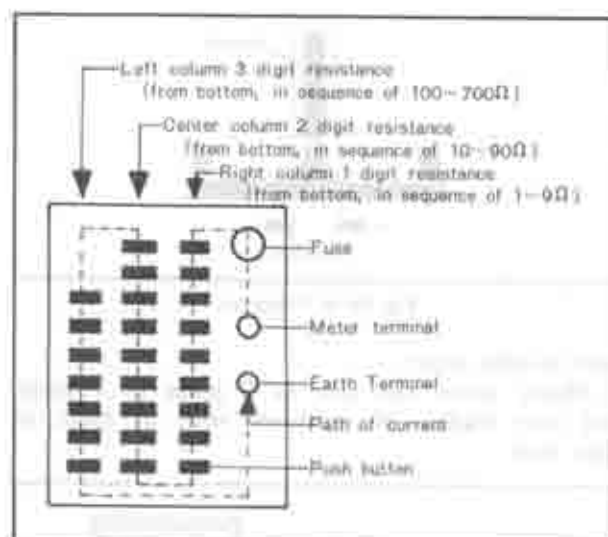 Left column 3 digit resistance
(from bottom, in sequence of 100~700Ω)
Center column 2 digit resistance
(from bottom, in sequence of 10~90Ω)
Right column 1 digit resistance
(from bottom, in sequence of 1~9Ω)
Fuse
Meter terminal
Earth Terminal
Path of current
Push button